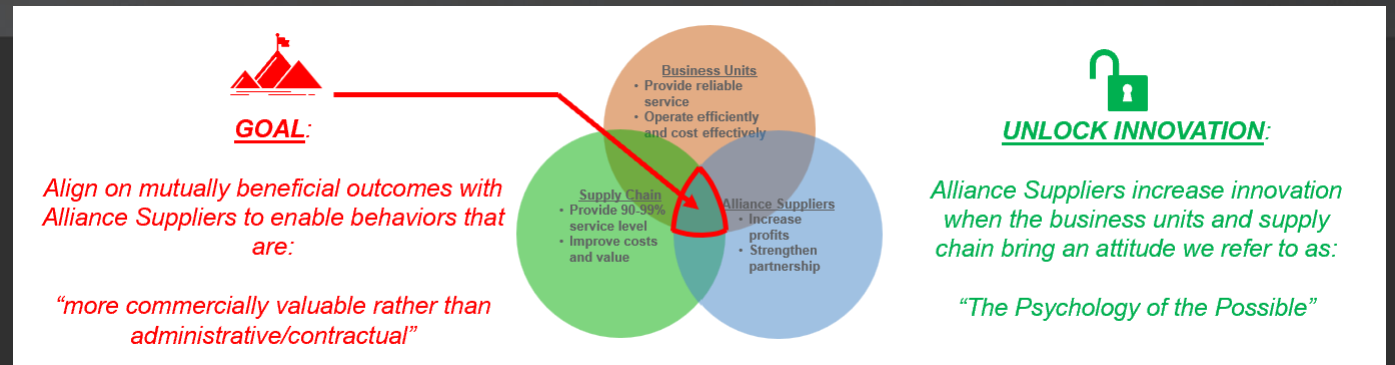 GOAL:
Align on mutually beneficial outcomes with
Alliance Suppliers to enable behaviors that
are:
“more commercially valuable rather than
administrative/contractual”
Business Units
• Provide reliable
service
• Operate efficiently
and cost effectively
Supply Chain
• Provide 90-99%
service level
• Improve costs
and value
Alliance Suppliers
• Increase
profits
• Strengthen
partnership
UNLOCK INNOVATION:
Alliance Suppliers increase innovation
when the business units and supply
chain bring an attitude we refer to as:
“The Psychology of the Possible”